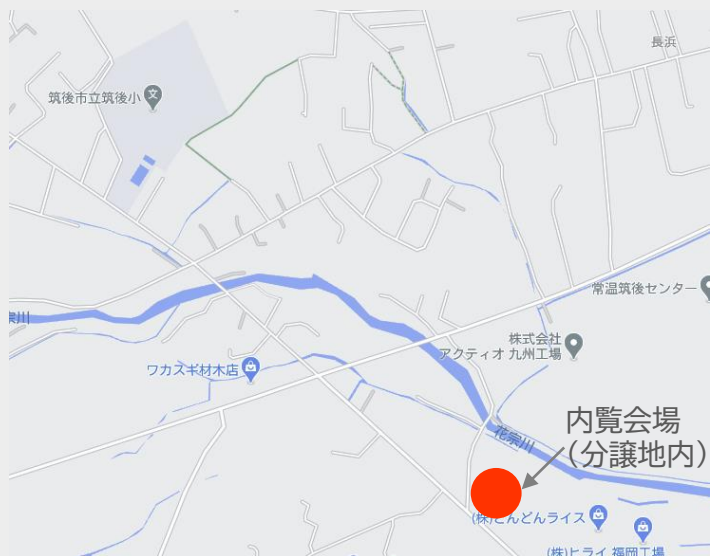 長浜
筑後市立筑後小
常温筑後センター
株式会社
アクティオ 九州工場
ワカスギ材木店
内覧会場
（分譲地内）
花宗川
(株)どんどんライス
(株)ヒライ 福岡工場